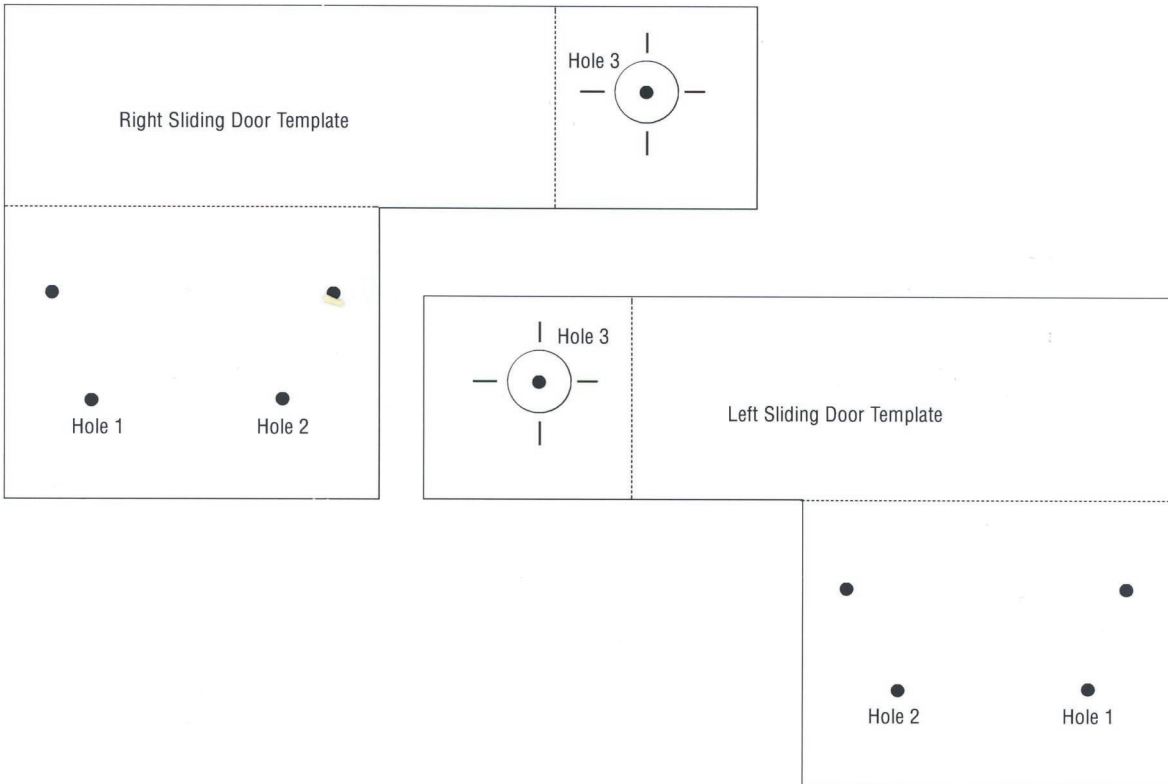 Hole 3
Right Sliding Door Template
Hole 1
Hole 2
Hole 3
Left Sliding Door Template
Hole 2
Hole 1